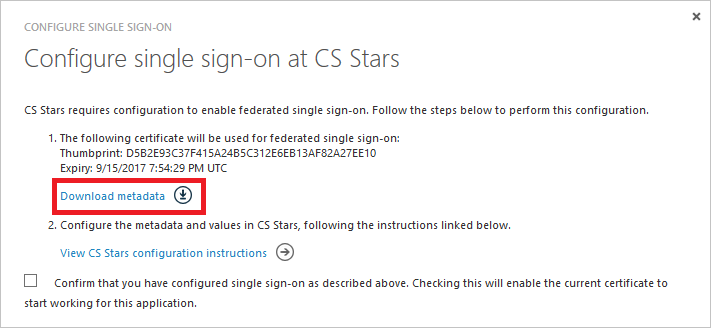 CONFIGURE SINGLE SIGN-ON
Configure single sign-on at CS Stars
CS Stars requires configuration to enable federated single sign-on. Follow the steps below to perform this configuration.
1. The following certificate will be used for federated single sign-on:
Thumbprint: D5B2E93C37F415A24B5C312E6EB13AF82A27EE10
Expiry: 9/15/2017 7:54:29 PM UTC
Download metadata
2. Configure the metadata and values in CS Stars, following the instructions linked below.
View CS Stars configuration instructions
Confirm that you have configured single sign-on as described above. Checking this will enable the current certificate to
start working for this application.